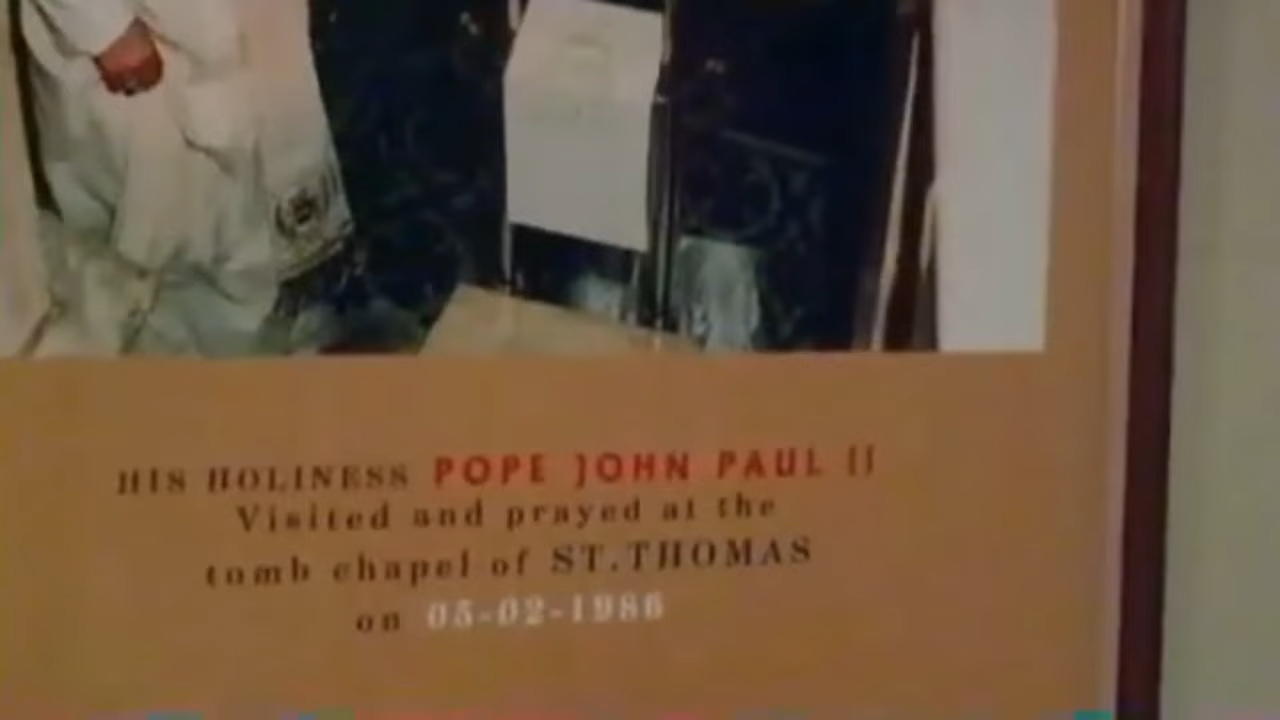 HIS HOLINESS POPE JOHN PAUL II
Visited and prayed at the
tomb chapel of ST.THOMAS
on 05-02-1986